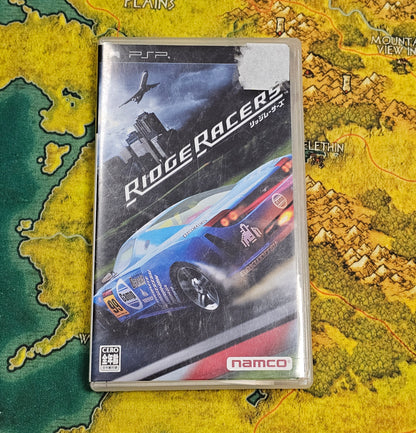 PLAINS
MOUNTA
VIEW IN
PSP
RIDGE RACERS
リッジレーサーズ
ELETHIN
CERO
全年齢
namco